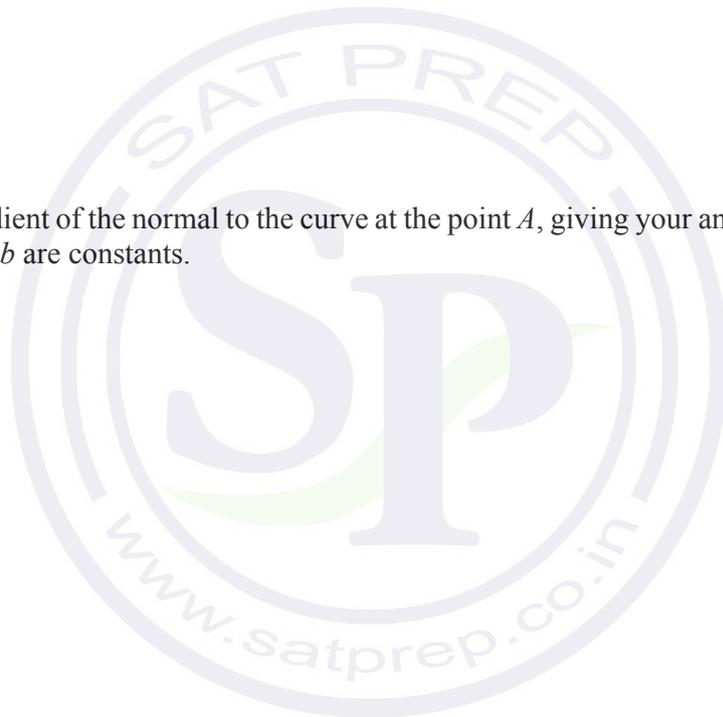 SAT PREP
lient of the normal to the curve at the point A, giving your an
b are constants.
SP
www.satprep.co.in